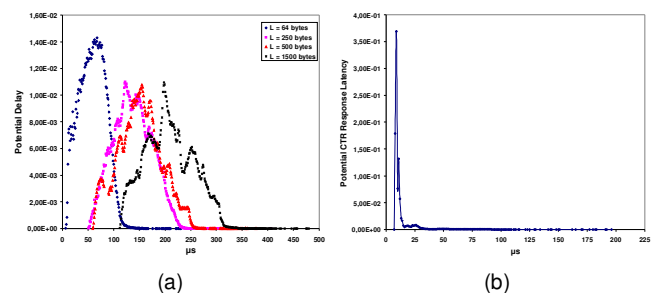 1,60E-02
1,40E-02
1,20E-02
1,00E-02
8,00E-03
6,00E-03
4,00E-03
2,00E-03
0,00E+00
Potential Delay
0 50 100 150 200 250 300 350 400 450 500
µs
L = 64 bytes
L = 250 bytes
L = 500 bytes
L = 1500 bytes
(a)
4,00E-01
3,50E-01
3,00E-01
2,50E-01
2,00E-01
1,50E-01
1,00E-01
5,00E-02
0,00E+00
Potential CTR Response Latency
0 25 50 75 100 125 150 175 200 225
µs
(b)